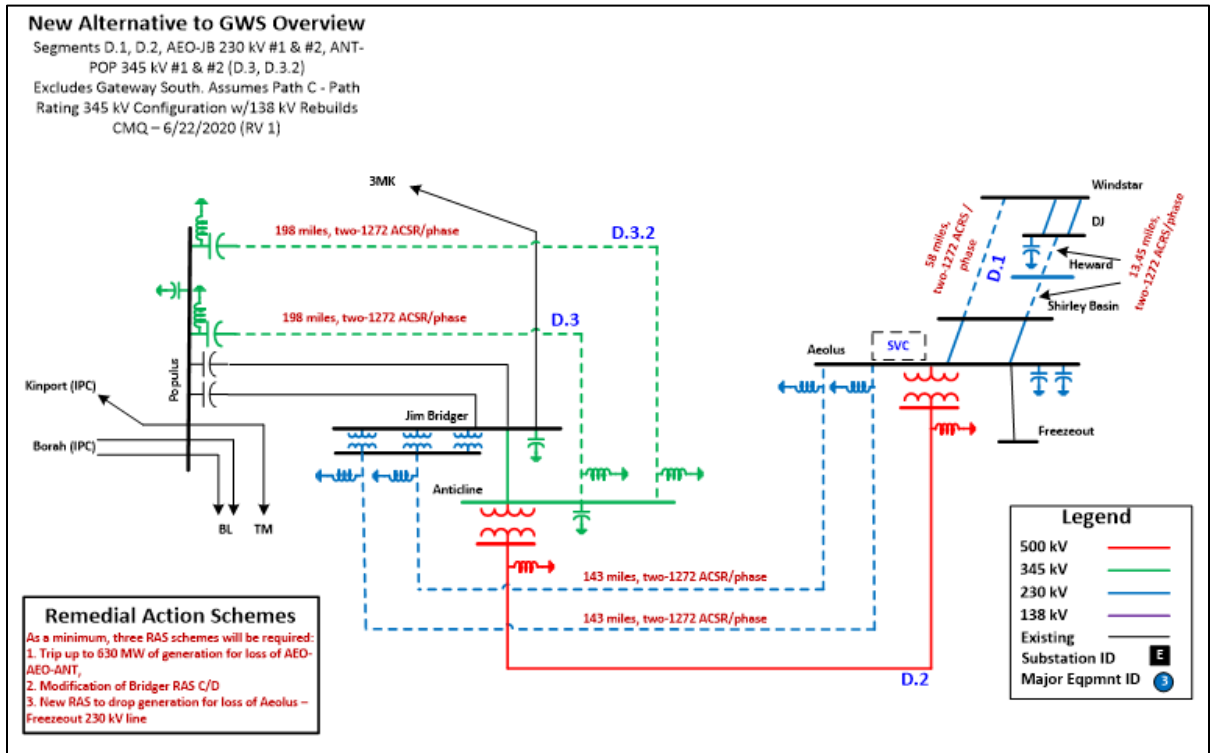 New Alternative to GWS Overview
Segments D.1, D.2, AEO-JB 230 kV #1 & #2, ANT-
POP 345 kV #1 & #2 (D.3, D.3.2)
Excludes Gateway South. Assumes Path C - Path
Rating 345 kV Configuration w/138 kV Rebuilds
CMQ – 6/22/2020 (RV 1)
3MK
198 miles, two-1272 ACSR/phase
D.3.2
198 miles, two-1272 ACSR/phase
D.3
Populus
Kinport (IPC)
Borah (IPC)
BL
TM
Jim Bridger
Anticline
Windstar
DJ
Heward
Shirley Basin
58 miles,
two-1272 ACRS /
phase
D.1
13.45 miles,
two-1272 ACRS/phase
Aeolus
SVC
Freezeout
143 miles, two-1272 ACSR/phase
143 miles, two-1272 ACSR/phase
D.2
Remedial Action Schemes
As a minimum, three RAS schemes will be required:
1. Trip up to 630 MW of generation for loss of AEO-
AEO-ANT,
2. Modification of Bridger RAS C/D
3. New RAS to drop generation for loss of Aeolus –
Freezeout 230 kV line
Legend
500 kV
345 kV
230 kV
138 kV
Existing
Substation ID E
Major Eqpmnt ID 3